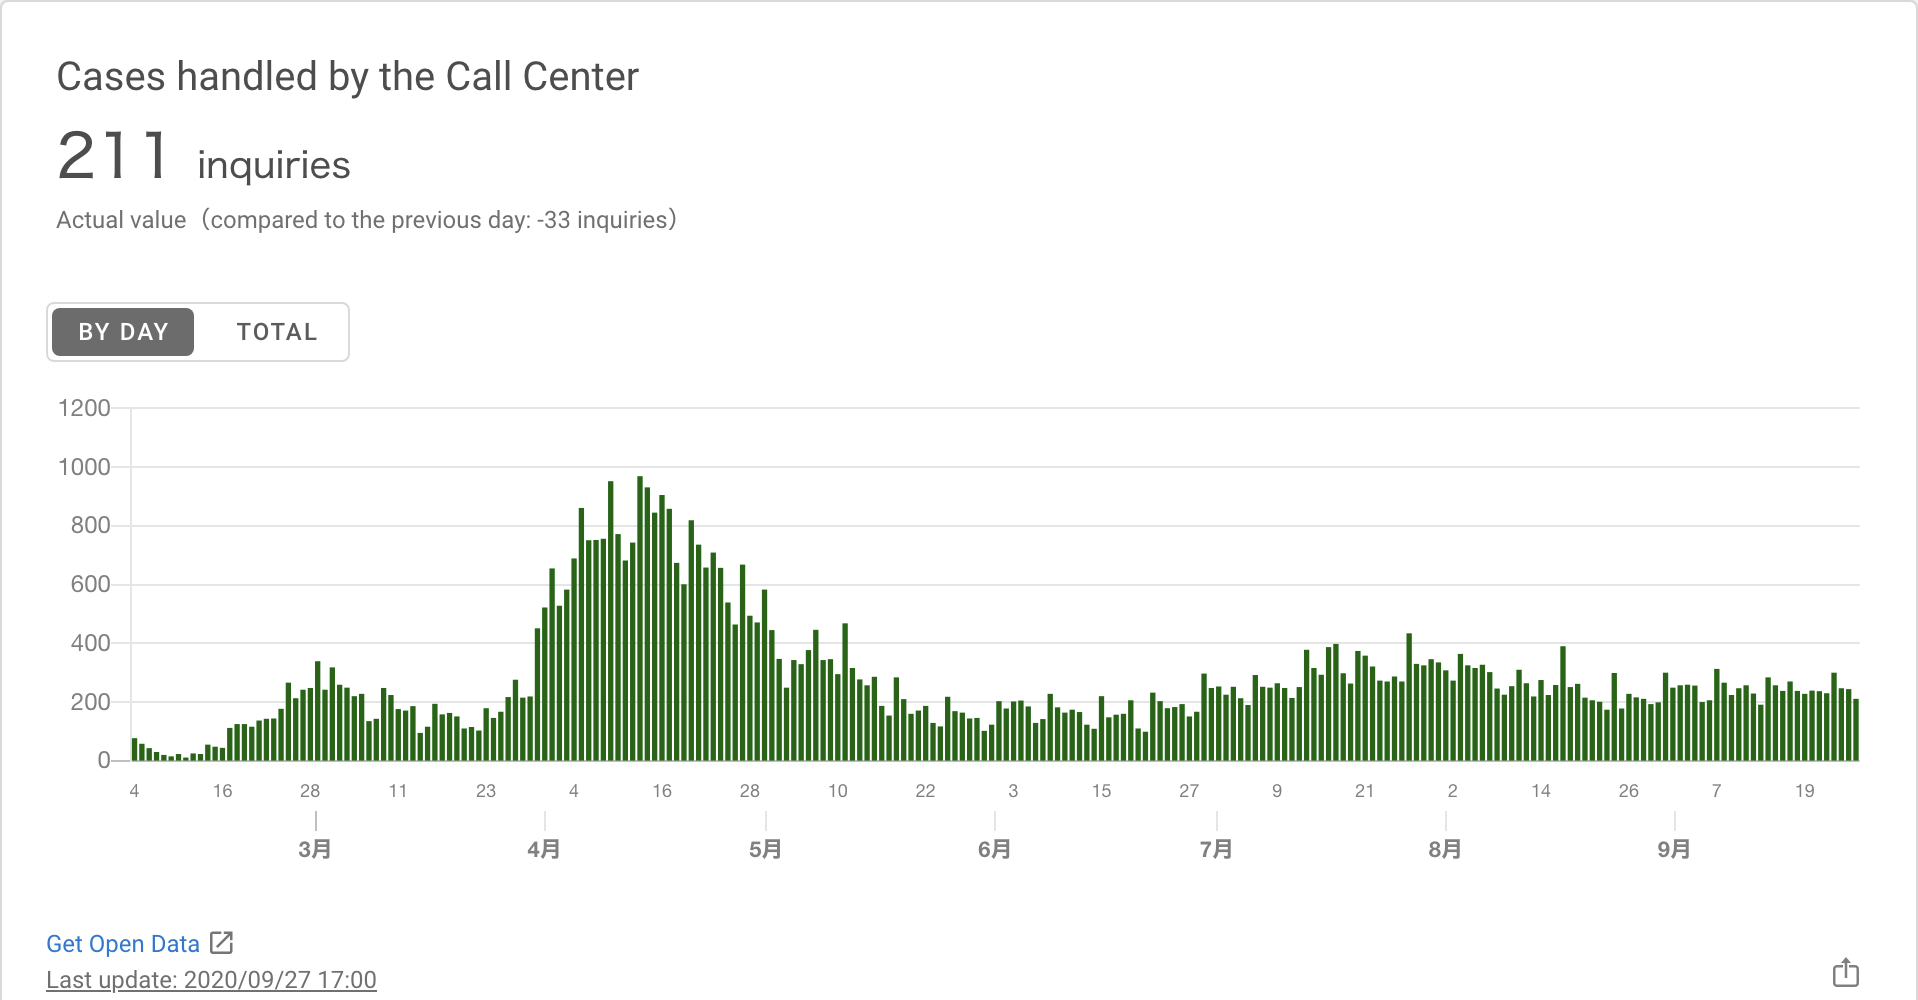 Cases handled by the Call Center
211 inquiries
Actual value（compared to the previous day: -33 inquiries）
BY DAY TOTAL
1200
1000
800
600
400
200
0
4 16 28 11 23 4 16 28 10 22 3 15 27 9 21 2 14 26 7 19
3月 4月 5月 6月 7月 8月 9月
Get Open Data
Last update: 2020/09/27 17:00